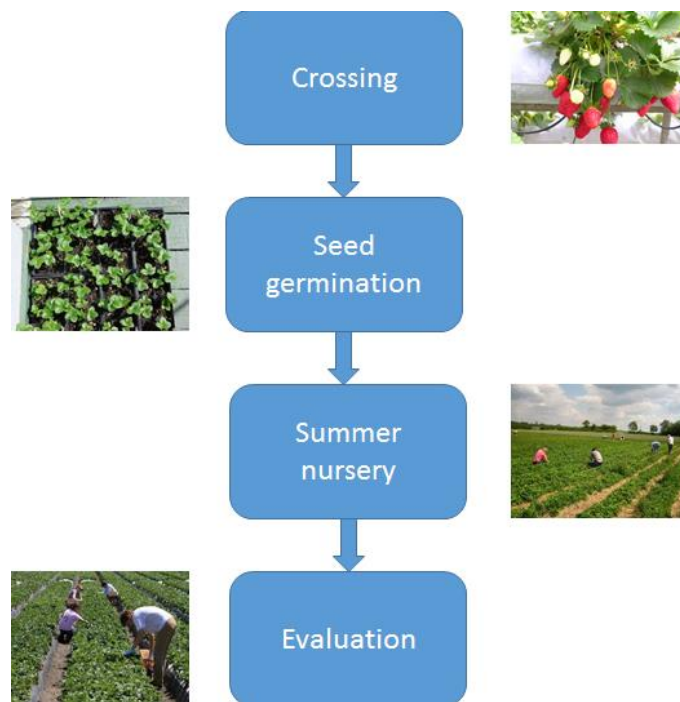 Crossing
Seed
germination
Summer
nursery
Evaluation